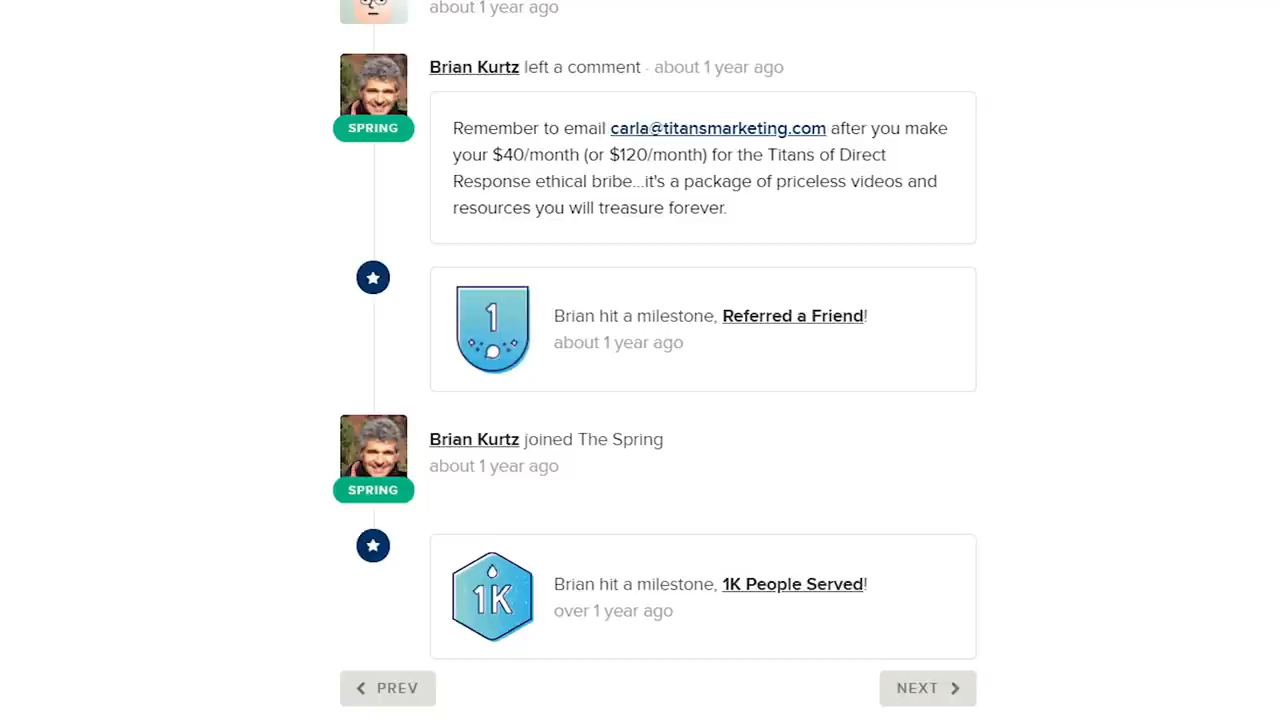 about 1 year ago
Brian Kurtz left a comment - about 1 year ago
SPRING
Remember to email carla@titansmarketing.com after you make
your $40/month (or $120/month) for the Titans of Direct
Response ethical bribe...it's a package of priceless videos and
resources you will treasure forever.
1
Brian hit a milestone, Referred a Friend!
about 1 year ago
Brian Kurtz joined The Spring
about 1 year ago
SPRING
1K
Brian hit a milestone, 1K People Served!
over 1 year ago
PREV
NEXT